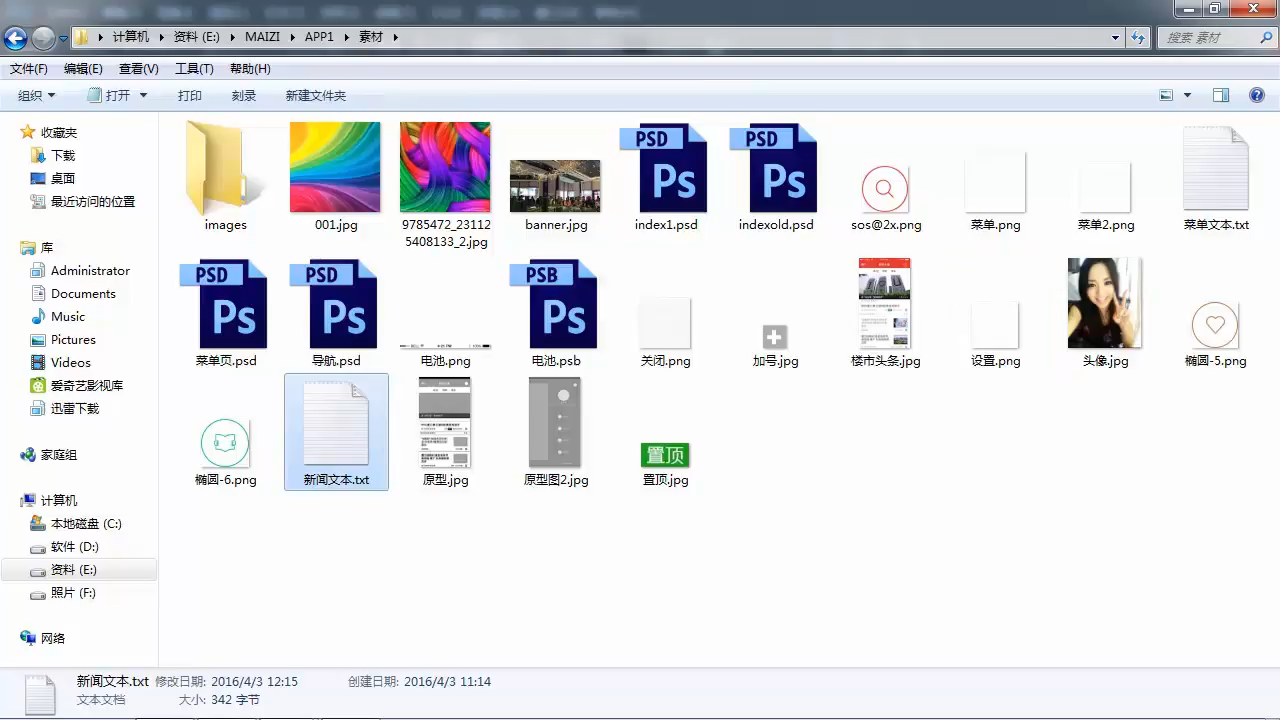 计算机 资料 (E:) MAIZI APP1 素材
搜索 素材
文件(F) 编辑(E) 查看(V) 工具(T) 帮助(H)
组织 打开 打印 刻录 新建文件夹
收藏夹
下载
桌面
最近访问的位置
库
Administrator
Documents
Music
Pictures
Videos
爱奇艺影视库
迅雷下载
家庭组
计算机
本地磁盘 (C:)
软件 (D:)
资料 (E:)
照片 (F:)
网络
PSD PSD
Ps Ps
images 001.jpg 9785472_23112 banner.jpg index1.psd indexold.psd sos@2x.png 菜单.png 菜单2.png 菜单文本.txt
5408133_2.jpg
PSD PSD PSB
Ps Ps Ps
菜单页.psd 导航.psd 电池.png 电池.psb 关闭.png 加号.jpg 楼市头条.jpg 设置.png 头像.jpg 椭圆-5.png
置顶
椭圆-6.png 新闻文本.txt 原型.jpg 原型图2.jpg 置顶.jpg
新闻文本.txt 修改日期: 2016/4/3 12:15 创建日期: 2016/4/3 11:14
文本文档 大小: 342 字节